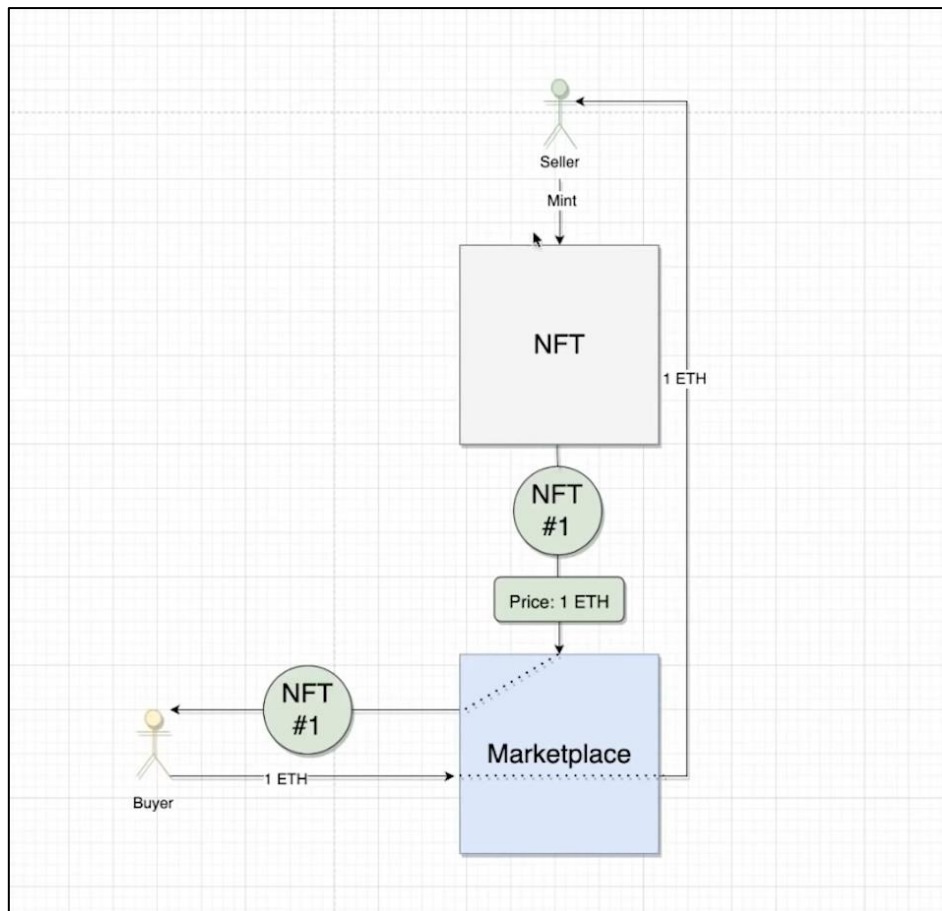 Seller
Mint
NFT
1 ETH
NFT
#1
Price: 1 ETH
NFT
#1
Marketplace
1 ETH
Buyer